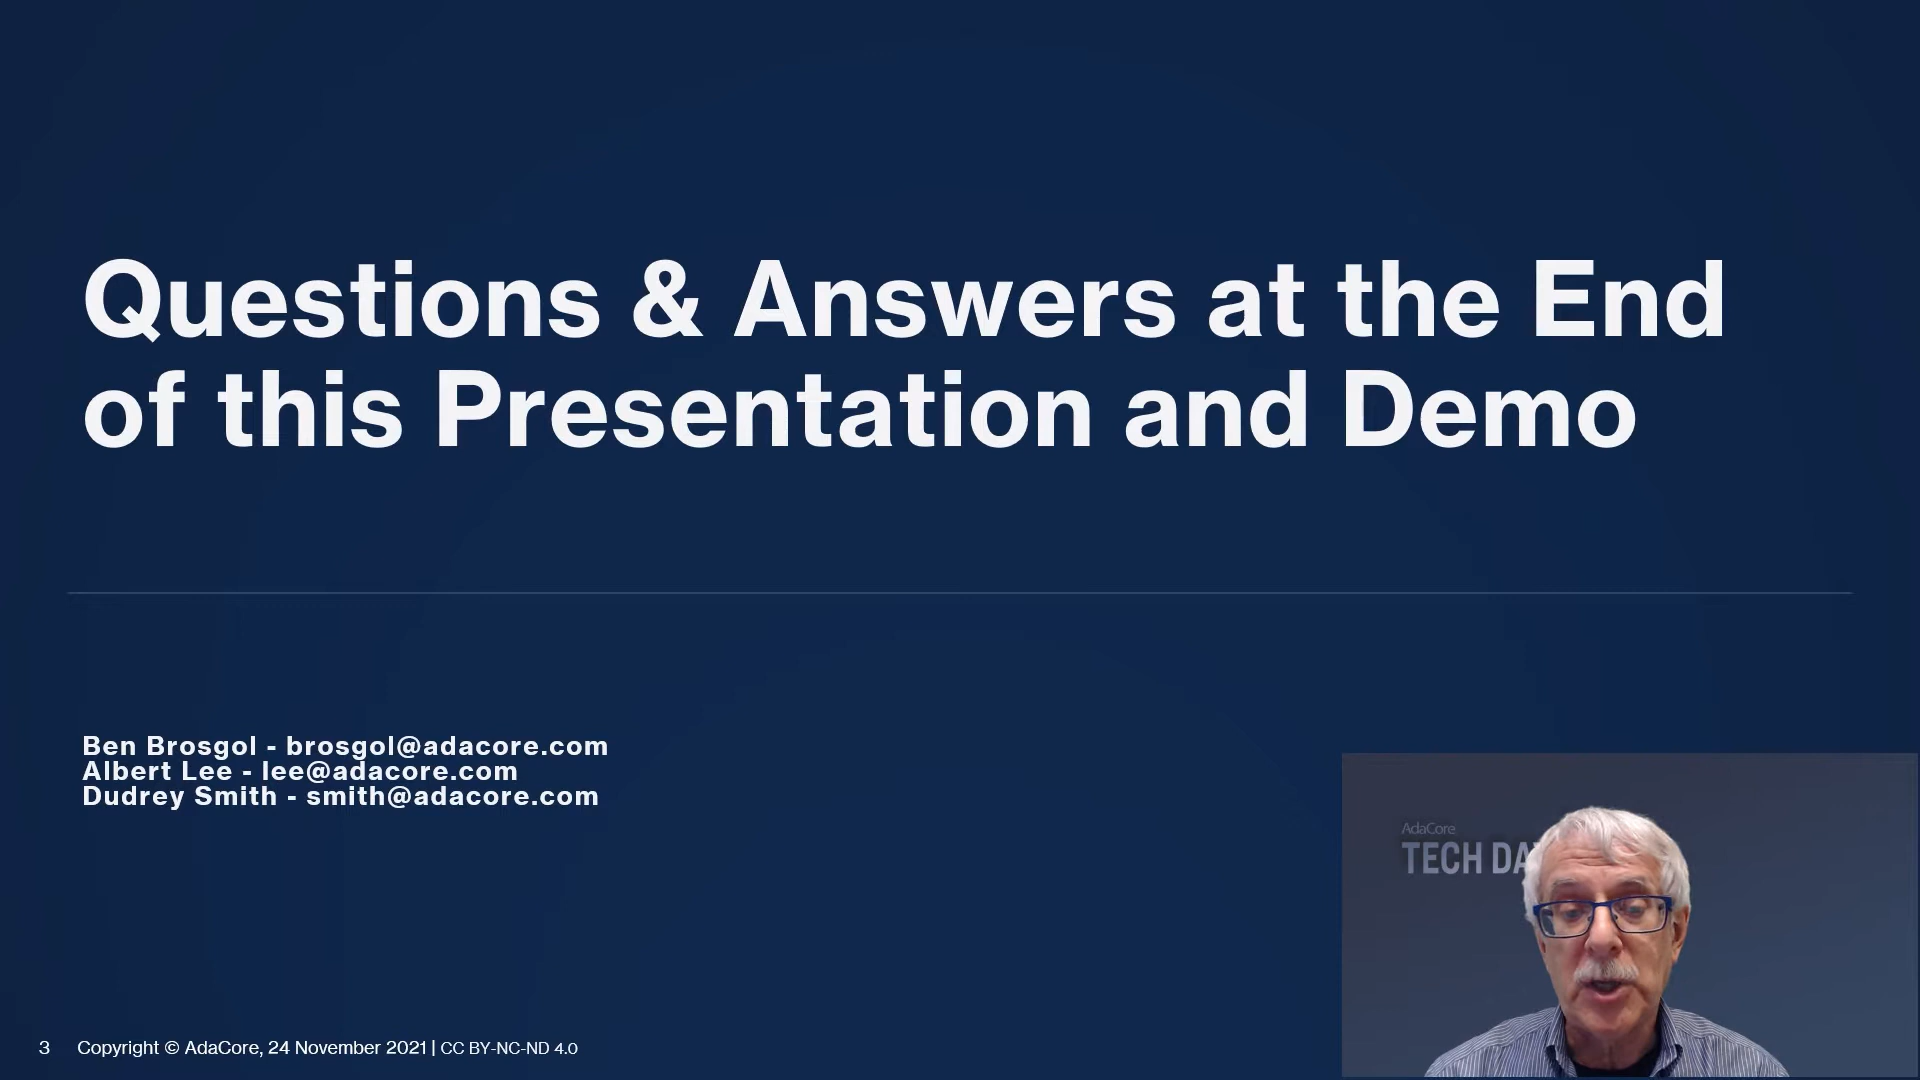 Questions & Answers at the End
of this Presentation and Demo
Ben Brosgol - brosgol@adacore.com
Albert Lee - lee@adacore.com
Dudrey Smith - smith@adacore.com
AdaCore
TECH DA
3 Copyright © AdaCore, 24 November 2021 | CC BY-NC-ND 4.0